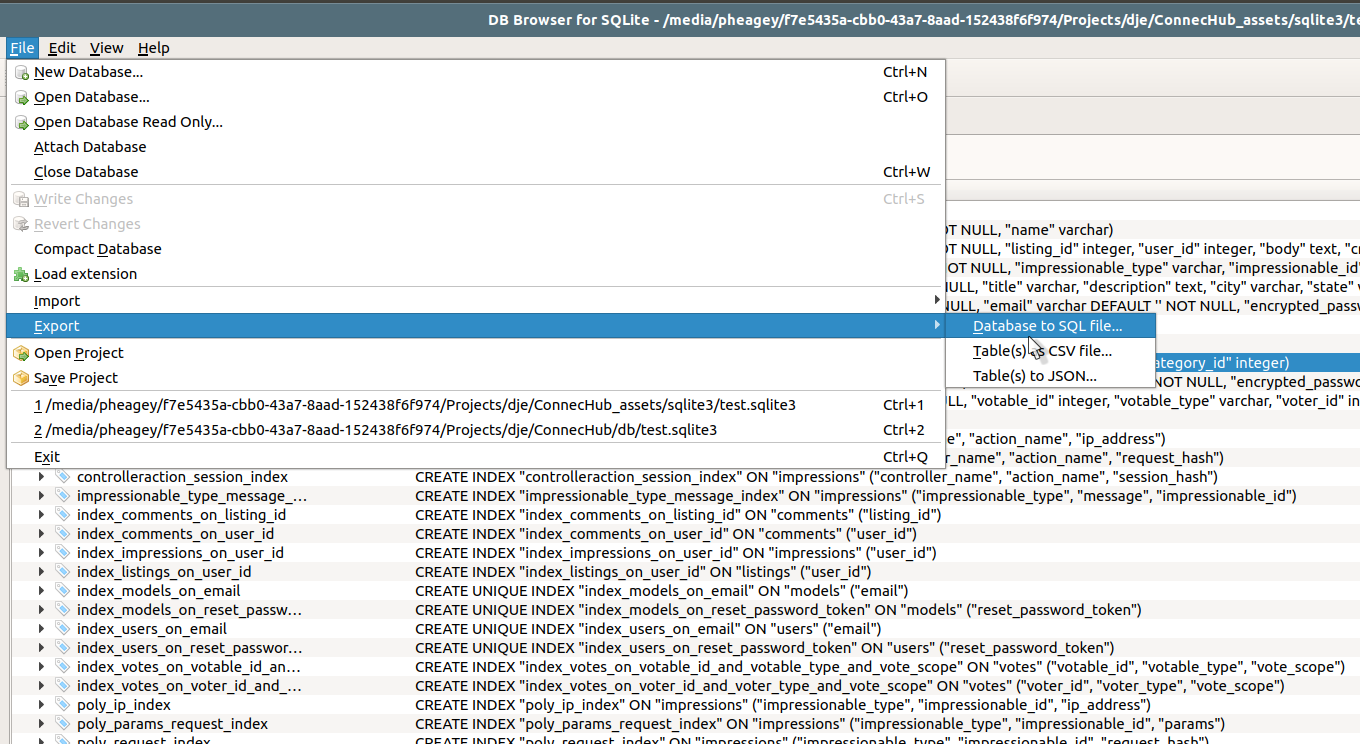 DB Browser for SQLite - /media/pheagey/f7e5435a-cbb0-43a7-8aad-152438f6f974/Projects/dje/ConnecHub_assets/sqlite3/te
File Edit View Help
New Database... Ctrl+N
Open Database... Ctrl+O
Open Database Read Only...
Attach Database
Close Database Ctrl+W
Write Changes Ctrl+S
Revert Changes
OT NULL, "name" varchar)
Compact Database
OT NULL, "listing_id" integer, "user_id" integer, "body" text, "cr
Load extension
OT NULL, "impressionable_type" varchar, "impressionable_id"
NULL, "title" varchar, "description" text, "city" varchar, "state" v
Import
NULL, "email" varchar DEFAULT '' NOT NULL, "encrypted_passw
Export
Database to SQL file...
Open Project
Table(s) as CSV file...
category_id" integer)
Save Project
Table(s) to JSON...
NOT NULL, "encrypted_passwo
1 /media/pheagey/f7e5435a-cbb0-43a7-8aad-152438f6f974/Projects/dje/ConnecHub_assets/sqlite3/test.sqlite3 Ctrl+1
LL, "votable_id" integer, "votable_type" varchar, "voter_id" in
2 /media/pheagey/f7e5435a-cbb0-43a7-8aad-152438f6f974/Projects/dje/ConnecHub/db/test.sqlite3 Ctrl+2
e", "action_name", "ip_address")
Exit Ctrl+Q
r_name", "action_name", "request_hash")
controlleraction_session_index CREATE INDEX "controlleraction_session_index" ON "impressions" ("controller_name", "action_name", "session_hash")
impressionable_type_message_... CREATE INDEX "impressionable_type_message_index" ON "impressions" ("impressionable_type", "message", "impressionable_id")
index_comments_on_listing_id CREATE INDEX "index_comments_on_listing_id" ON "comments" ("listing_id")
index_comments_on_user_id CREATE INDEX "index_comments_on_user_id" ON "comments" ("user_id")
index_impressions_on_user_id CREATE INDEX "index_impressions_on_user_id" ON "impressions" ("user_id")
index_listings_on_user_id CREATE INDEX "index_listings_on_user_id" ON "listings" ("user_id")
index_models_on_email CREATE UNIQUE INDEX "index_models_on_email" ON "models" ("email")
index_models_on_reset_passw... CREATE UNIQUE INDEX "index_models_on_reset_password_token" ON "models" ("reset_password_token")
index_users_on_email CREATE UNIQUE INDEX "index_users_on_email" ON "users" ("email")
index_users_on_reset_passwor... CREATE UNIQUE INDEX "index_users_on_reset_password_token" ON "users" ("reset_password_token")
index_votes_on_votable_id_an... CREATE INDEX "index_votes_on_votable_id_and_votable_type_and_vote_scope" ON "votes" ("votable_id", "votable_type", "vote_scope")
index_votes_on_voter_id_and_... CREATE INDEX "index_votes_on_voter_id_and_voter_type_and_vote_scope" ON "votes" ("voter_id", "voter_type", "vote_scope")
poly_ip_index CREATE INDEX "poly_ip_index" ON "impressions" ("impressionable_type", "impressionable_id", "ip_address")
poly_params_request_index CREATE INDEX "poly_params_request_index" ON "impressions" ("impressionable_type", "impressionable_id", "params")
poly_request_index CREATE INDEX "poly_request_index" ON "impressions" ("impressionable_type", "impressionable_id", "request_hash")